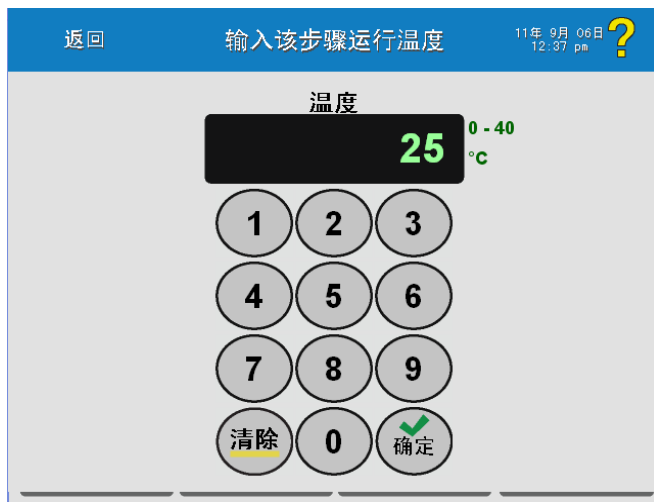 返回
输入该步骤运行温度
11年 9月 06日
12:37 pm
?
温度
25
0 - 40
°C
1 2 3
4 5 6
7 8 9
清除 0 确定